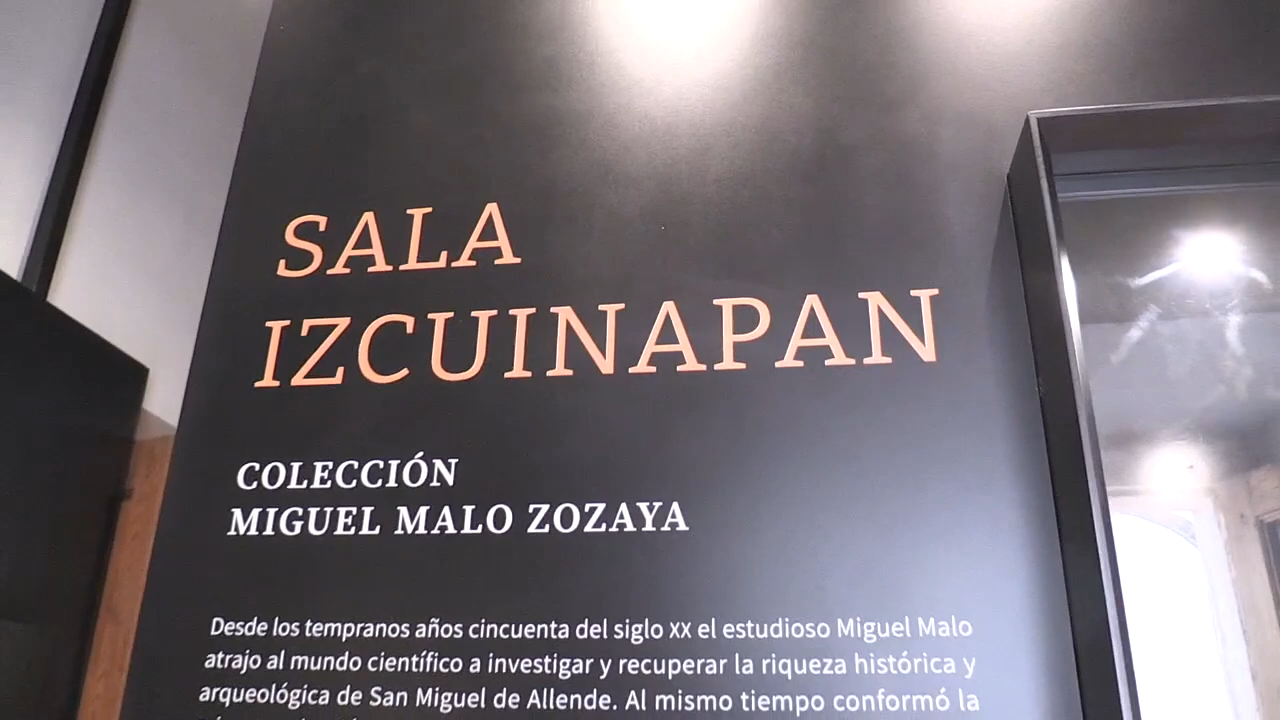 SALA
IZCUINAPAN
COLECCIÓN
MIGUEL MALO ZOZAYA
Desde los tempranos años cincuenta del siglo XX el estudioso Miguel Malo
atrajo al mundo científico a investigar y recuperar la riqueza histórica y
arqueológica de San Miguel de Allende. Al mismo tiempo conformó la